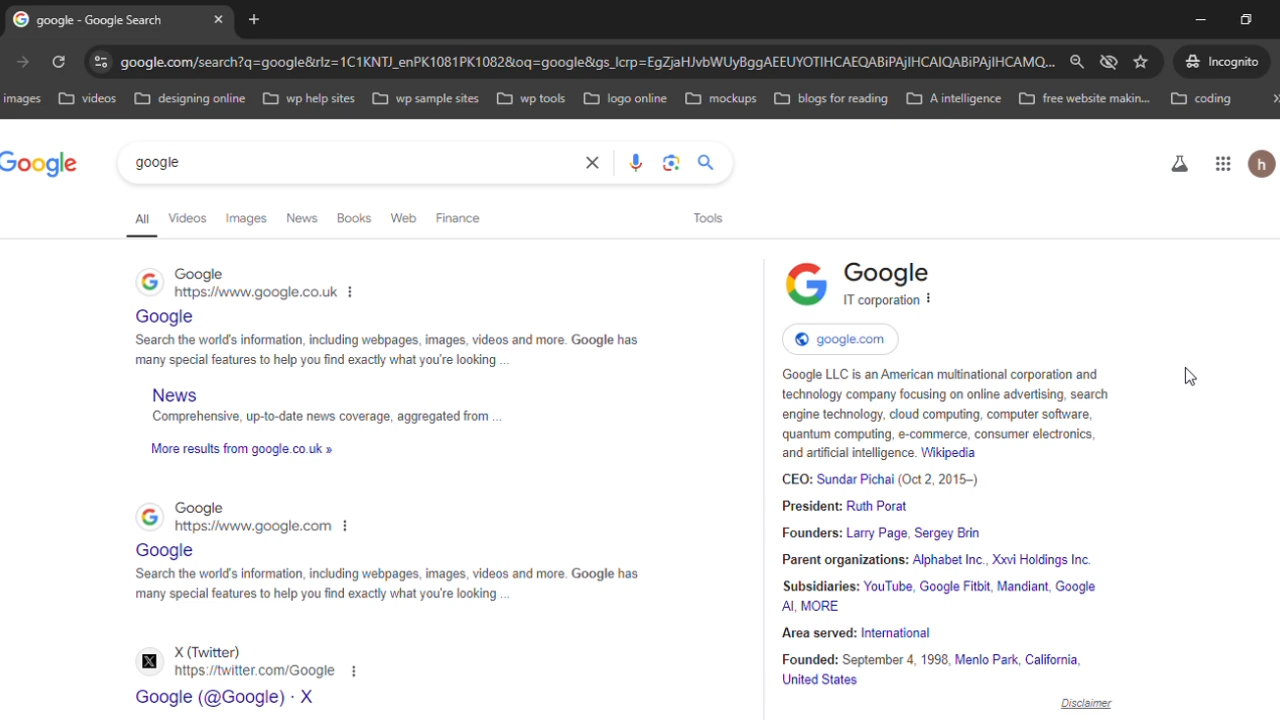 google - Google Search
google.com/search?q=google&rlz=1C1KNTJ_enPK1081PK1082&oq=google&gs_lcrp=EgZjaHJvbWUyBggAEEUYOTIHCAEQABiPAjIHCAIQABiPAjIHCAMQ... Incognito
images videos designing online wp help sites wp sample sites wp tools logo online mockups blogs for reading A intelligence free website makin... coding »
Google google h
All Videos Images News Books Web Finance Tools
Google
https://www.google.co.uk
Google
Search the world's information, including webpages, images, videos and more. Google has
many special features to help you find exactly what you're looking ...
News
Comprehensive, up-to-date news coverage, aggregated from ...
More results from google.co.uk »
Google
https://www.google.com
Google
Search the world's information, including webpages, images, videos and more. Google has
many special features to help you find exactly what you're looking ...
X (Twitter)
https://twitter.com/Google
Google (@Google) · X
Google
IT corporation
google.com
Google LLC is an American multinational corporation and
technology company focusing on online advertising, search
engine technology, cloud computing, computer software,
quantum computing, e-commerce, consumer electronics,
and artificial intelligence. Wikipedia
CEO: Sundar Pichai (Oct 2, 2015–)
President: Ruth Porat
Founders: Larry Page, Sergey Brin
Parent organizations: Alphabet Inc., Xxvi Holdings Inc.
Subsidiaries: YouTube, Google Fitbit, Mandiant, Google
AI, MORE
Area served: International
Founded: September 4, 1998, Menlo Park, California,
United States
Disclaimer